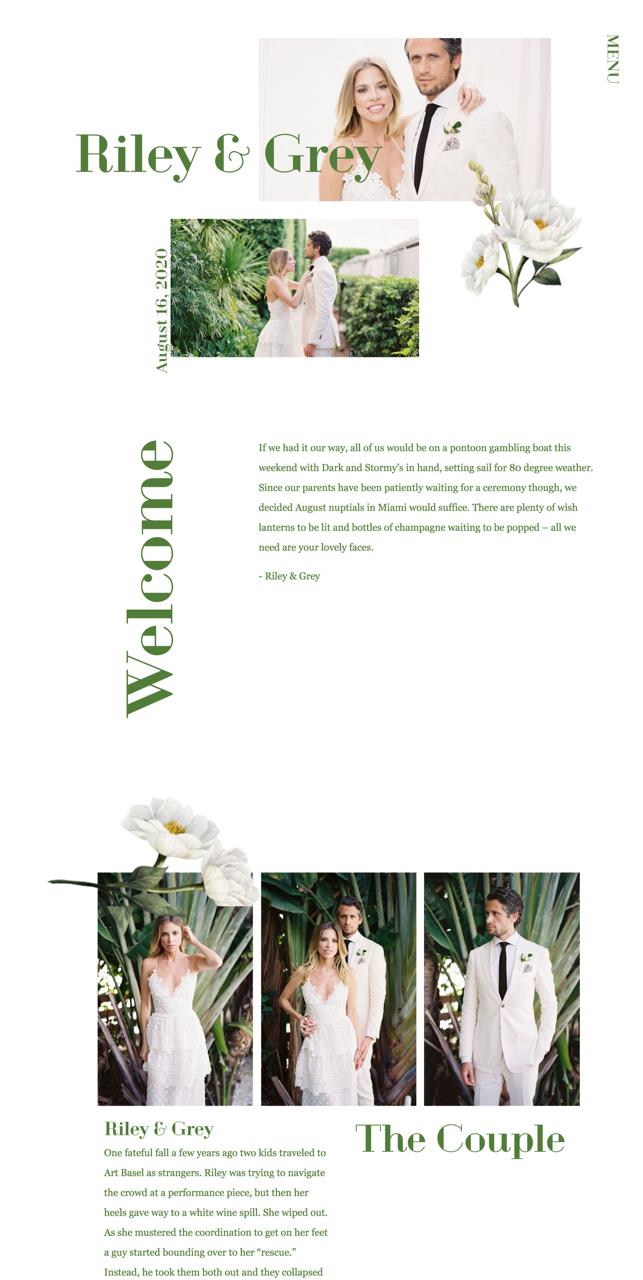 MENU
Riley & Grey
August 16, 2020
Welcome
If we had it our way, all of us would be on a pontoon gambling boat this
weekend with Dark and Stormy's in hand, setting sail for 80 degree weather.
Since our parents have been patiently waiting for a ceremony though, we
decided August nuptials in Miami would suffice. There are plenty of wish
lanterns to be lit and bottles of champagne waiting to be popped – all we
need are your lovely faces.
- Riley & Grey
Riley & Grey
One fateful fall a few years ago two kids traveled to
Art Basel as strangers. Riley was trying to navigate
the crowd at a performance piece, but then her
heels gave way to a white wine spill. She wiped out.
As she mustered the coordination to get on her feet
a guy started bounding over to her “rescue.”
Instead, he took them both out and they collapsed
The Couple